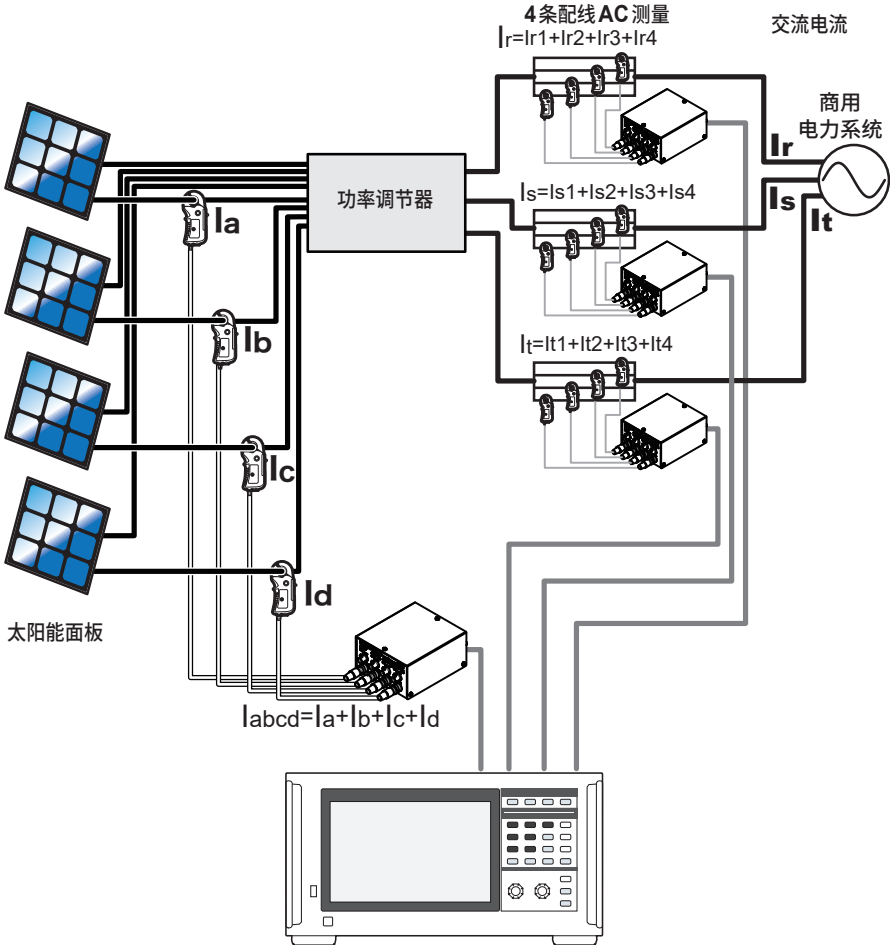 4条配线AC测量
Ir=Ir1+Ir2+Ir3+Ir4
交流电流
商用
电力系统
Ir
Is
It
功率调节器
Is=Is1+Is2+Is3+Is4
Ia
Ib
It=It1+It2+It3+It4
Ic
Id
太阳能面板
Iabcd=Ia+Ib+Ic+Id